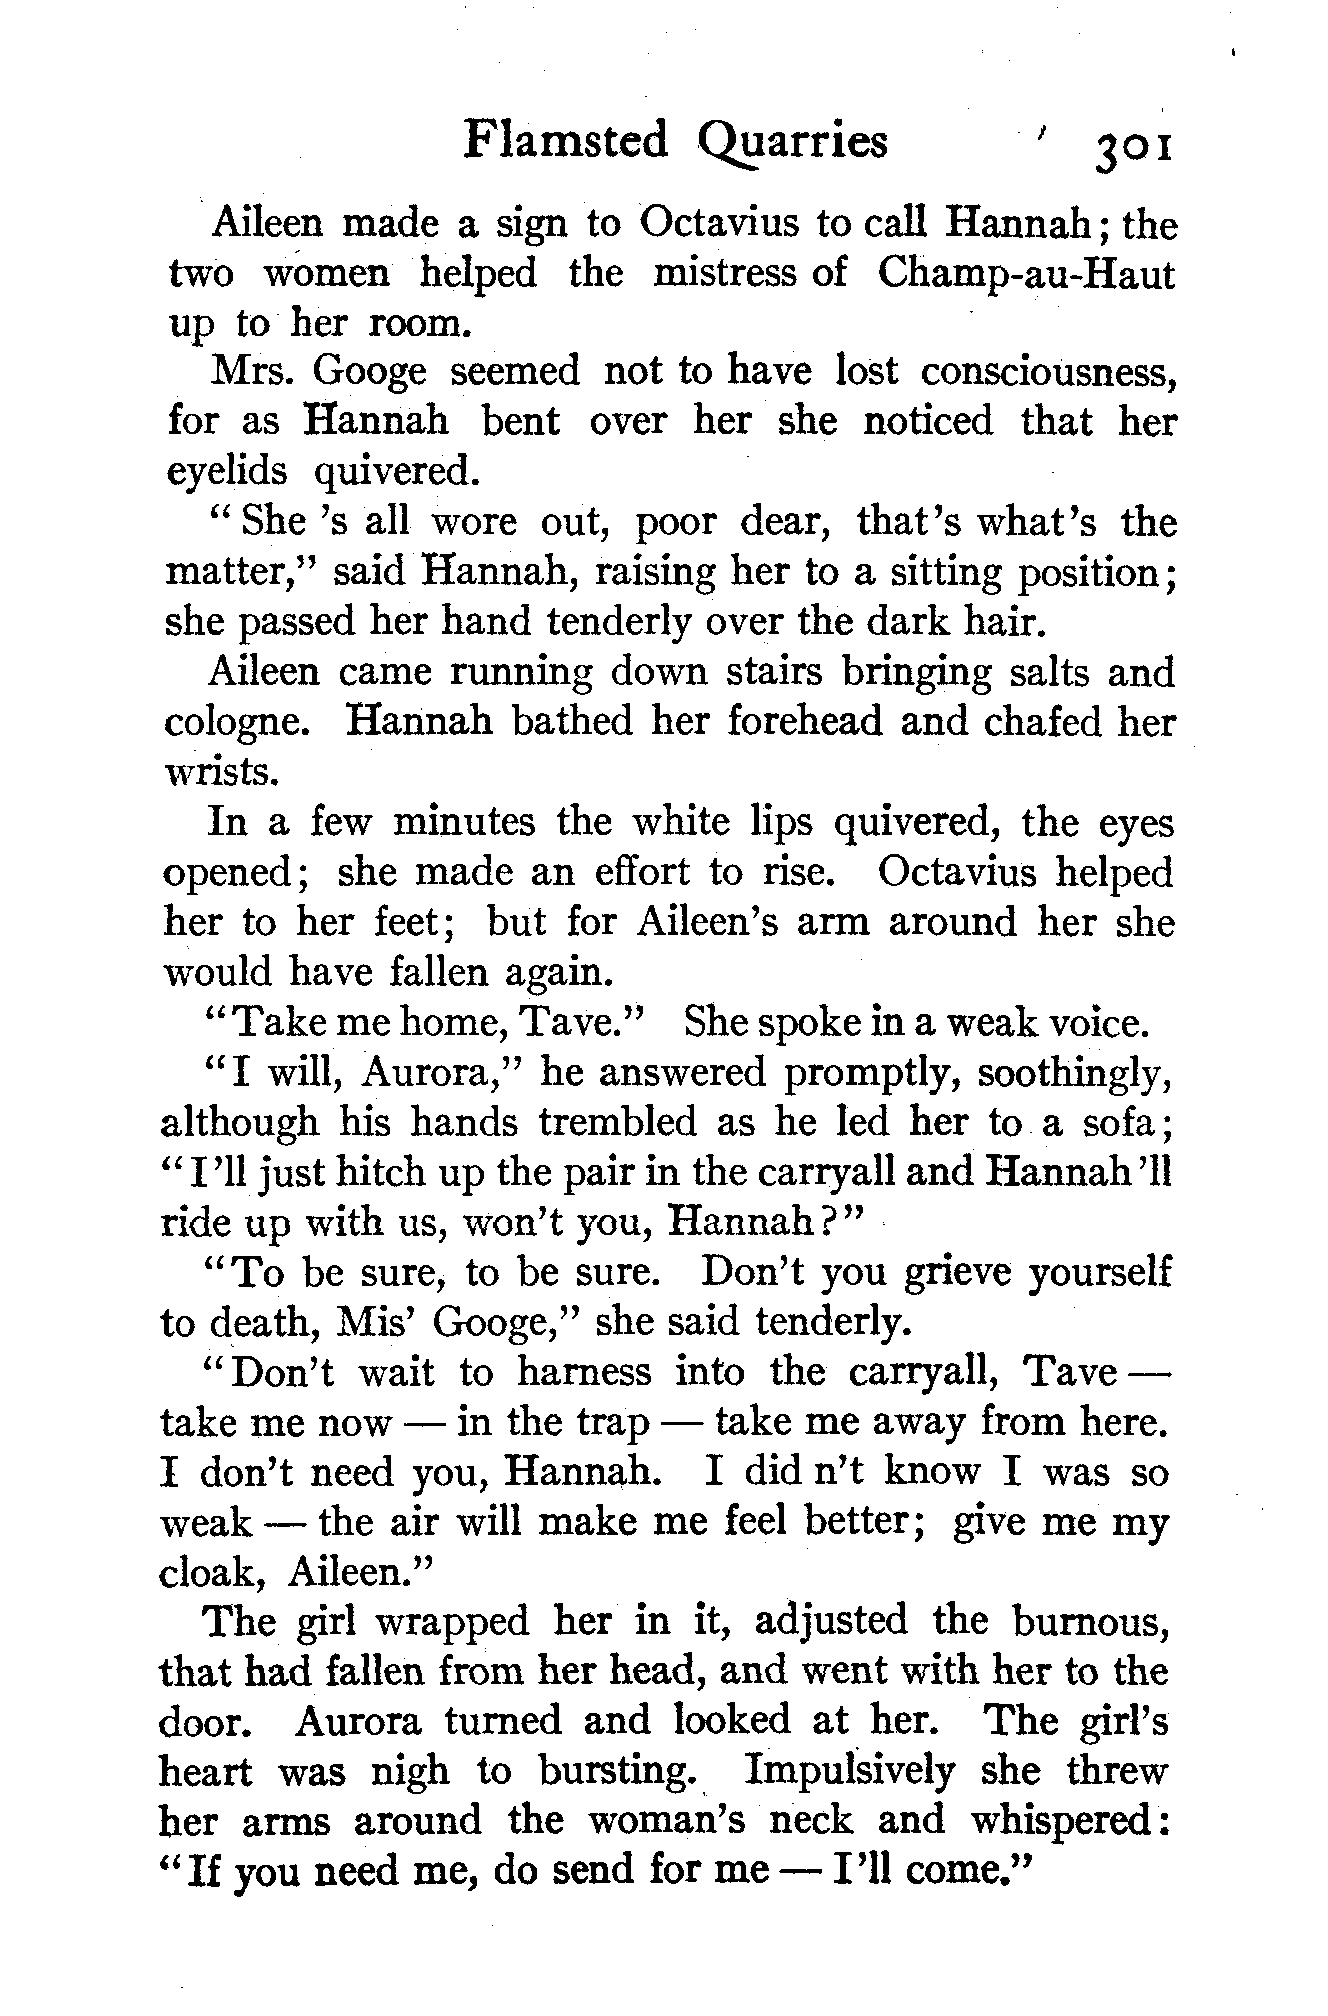 Flamsted Quarries 301
Aileen made a sign to Octavius to call Hannah; the
two women helped the mistress of Champ-au-Haut
up to her room.
Mrs. Googe seemed not to have lost consciousness,
for as Hannah bent over her she noticed that her
eyelids quivered.
“ She 's all wore out, poor dear, that's what's the
matter,” said Hannah, raising her to a sitting position;
she passed her hand tenderly over the dark hair.
Aileen came running down stairs bringing salts and
cologne. Hannah bathed her forehead and chafed her
wrists.
In a few minutes the white lips quivered, the eyes
opened; she made an effort to rise. Octavius helped
her to her feet; but for Aileen's arm around her she
would have fallen again.
“Take me home, Tave.” She spoke in a weak voice.
“I will, Aurora,” he answered promptly, soothingly,
although his hands trembled as he led her to a sofa;
“I'll just hitch up the pair in the carryall and Hannah'll
ride up with us, won't you, Hannah?”
“To be sure, to be sure. Don't you grieve yourself
to death, Mis' Googe,” she said tenderly.
“Don't wait to harness into the carryall, Tave —
take me now — in the trap — take me away from here.
I don't need you, Hannah. I did n't know I was so
weak — the air will make me feel better; give me my
cloak, Aileen.”
The girl wrapped her in it, adjusted the burnous,
that had fallen from her head, and went with her to the
door. Aurora turned and looked at her. The girl's
heart was nigh to bursting. Impulsively she threw
her arms around the woman's neck and whispered:
“If you need me, do send for me — I'll come.”